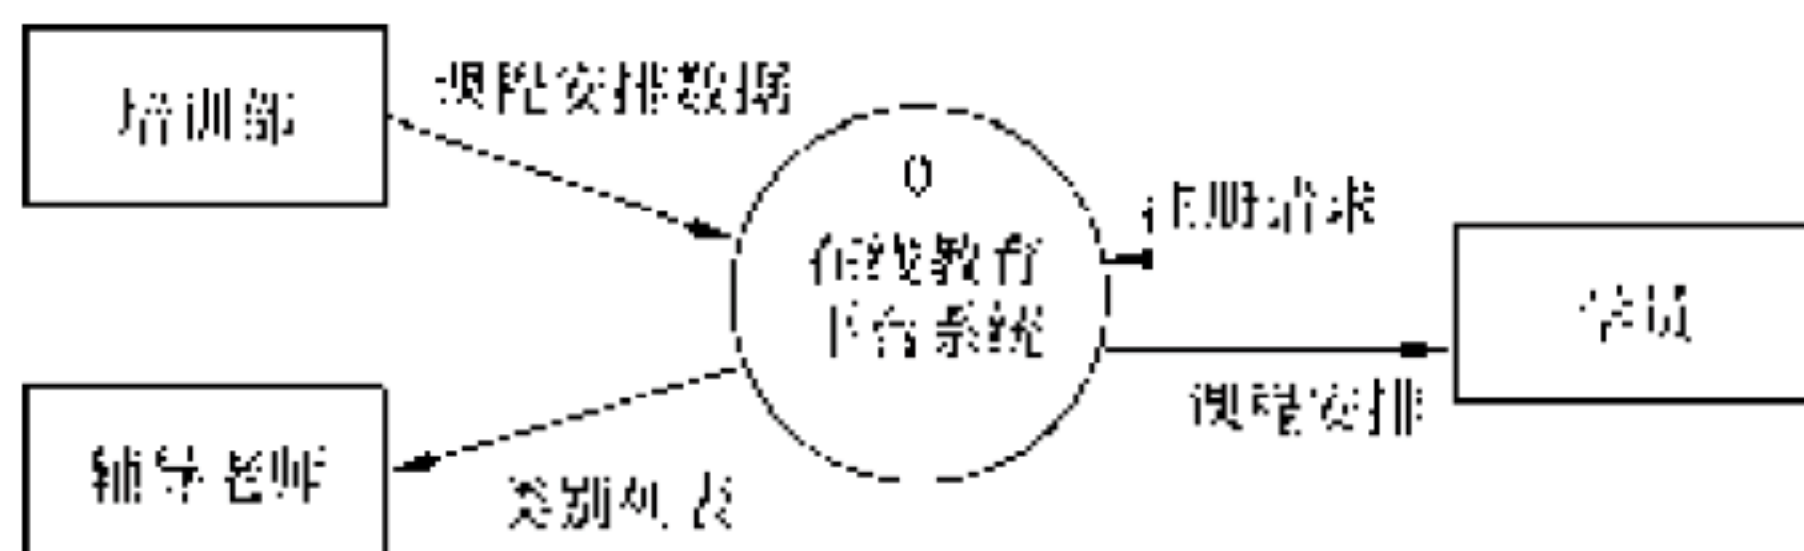 培训部
课程安排数据
0
在线教育
平台系统
注册请求
学员
课程安排
辅导老师
类别列表